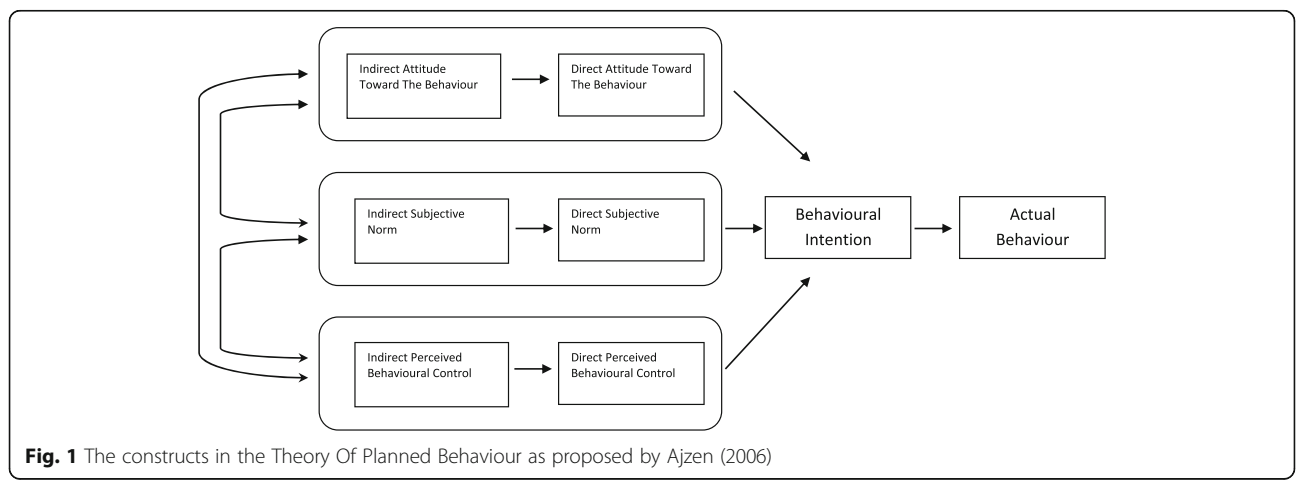 Indirect Attitude
Toward The Behaviour
Direct Attitude Toward
The Behaviour
Indirect Subjective
Norm
Direct Subjective
Norm
Behavioural
Intention
Actual
Behaviour
Indirect Perceived
Behavioural Control
Direct Perceived
Behavioural Control
Fig. 1 The constructs in the Theory Of Planned Behaviour as proposed by Ajzen (2006)